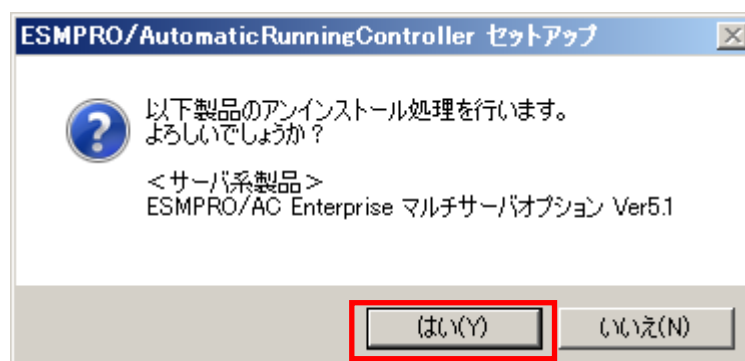 ESMPRO/AutomaticRunningController セットアップ
以下製品のアンインストール処理を行います。
よろしいでしょうか？
＜サーバ系製品＞
ESMPRO/AC Enterprise マルチサーバオプション Ver5.1
はい(Y)
いいえ(N)